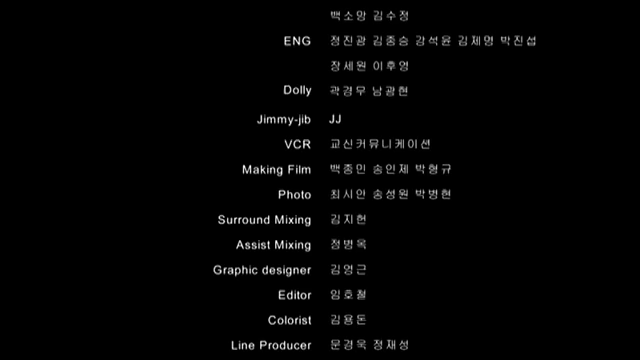 백소망 김수정
ENG 정진광 김종승 강석윤 김제명 박진섭
장세원 이후영
Dolly 곽경무 남광현
Jimmy-jib JJ
VCR 교신커뮤니케이션
Making Film 백종민 송인제 박형규
Photo 최시안 송성원 박병현
Surround Mixing 김지헌
Assist Mixing 정병욱
Graphic designer 김영근
Editor 임호철
Colorist 김용돈
Line Producer 문경욱 정재성